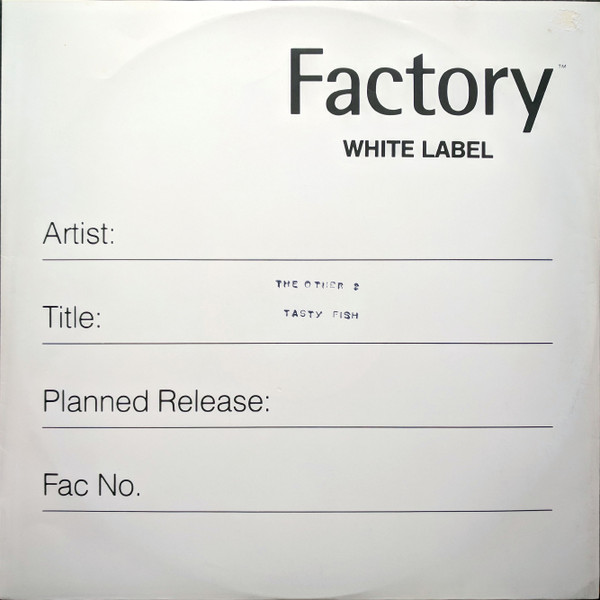 Factory™
WHITE LABEL
Artist:
THE OTHER 2
Title:
TASTY FISH
Planned Release:
Fac No.